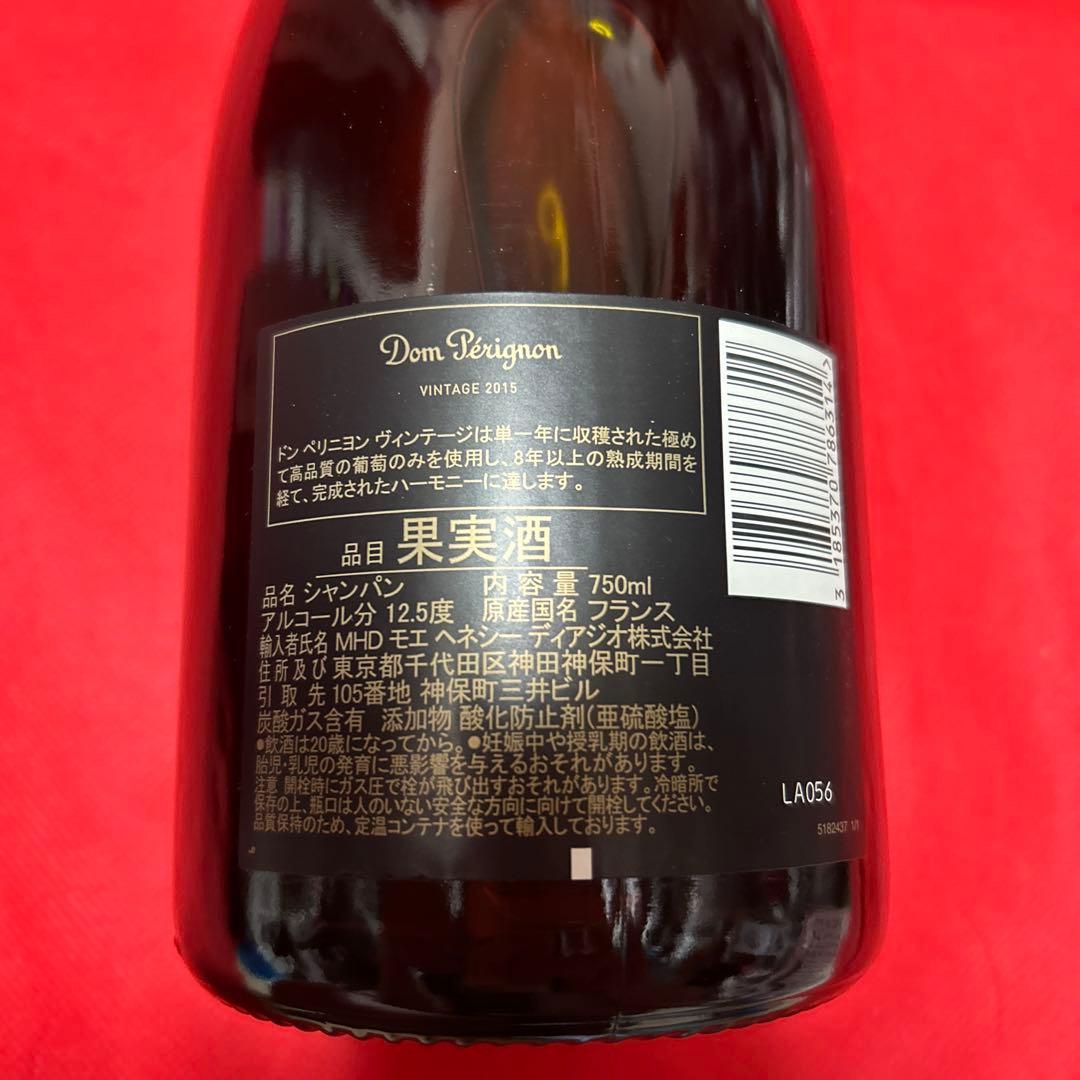 Dom Pérignon
VINTAGE 2015
ドン ペリニヨン ヴィンテージは単一年に収穫された極め
て高品質の葡萄のみを使用し、8年以上の熟成期間を
経て、完成されたハーモニーに達します。
品目 果実酒
品名 シャンパン 内容量 750ml
アルコール分 12.5度 原産国名 フランス
輸入者氏名 MHD モエ ヘネシー ディアジオ株式会社
住所及び 東京都千代田区神田神保町一丁目
引取先 105番地 神保町三井ビル
炭酸ガス含有 添加物 酸化防止剤(亜硫酸塩)
●飲酒は20歳になってから。●妊娠中や授乳期の飲酒は、
胎児・乳児の発育に悪影響を与えるおそれがあります。
注意 開栓時にガス圧で栓が飛び出すおそれがあります。冷暗所で
保存の上、瓶口は人のいない安全な方向に向けて開栓してください。
品質保持のため、定温コンテナを使って輸入しております。
3 185370 786314 >
LA056
5182437 1/1